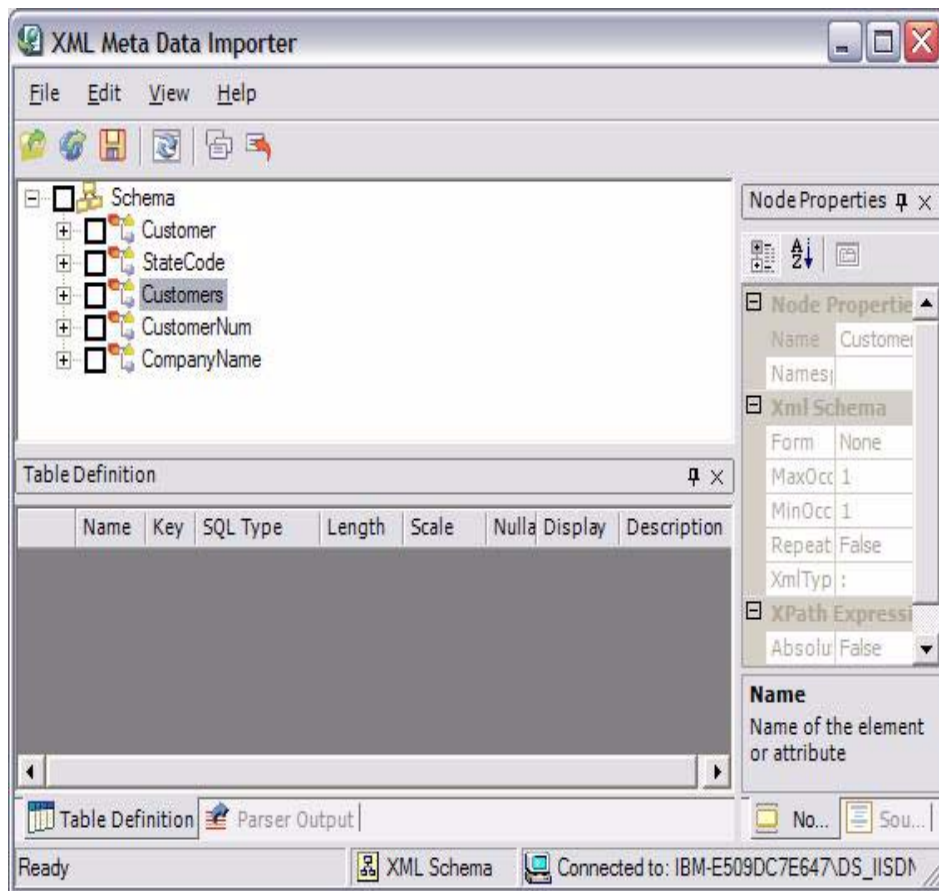 XML Meta Data Importer
File Edit View Help
Schema
Customer
StateCode
Customers
CustomerNum
CompanyName
Node Properties
Node Propertie
Name Customer
Names
Xml Schema
Form None
MaxOcc 1
MinOcc 1
Repeat False
XmlTyp :
XPath Expressi
Absolu False
Name
Name of the element
or attribute
No... Sou...
Table Definition
Name Key SQL Type Length Scale Nulla Display Description
Table Definition Parser Output
Ready XML Schema Connected to: IBM-E509DC7E647\DS_IISDN